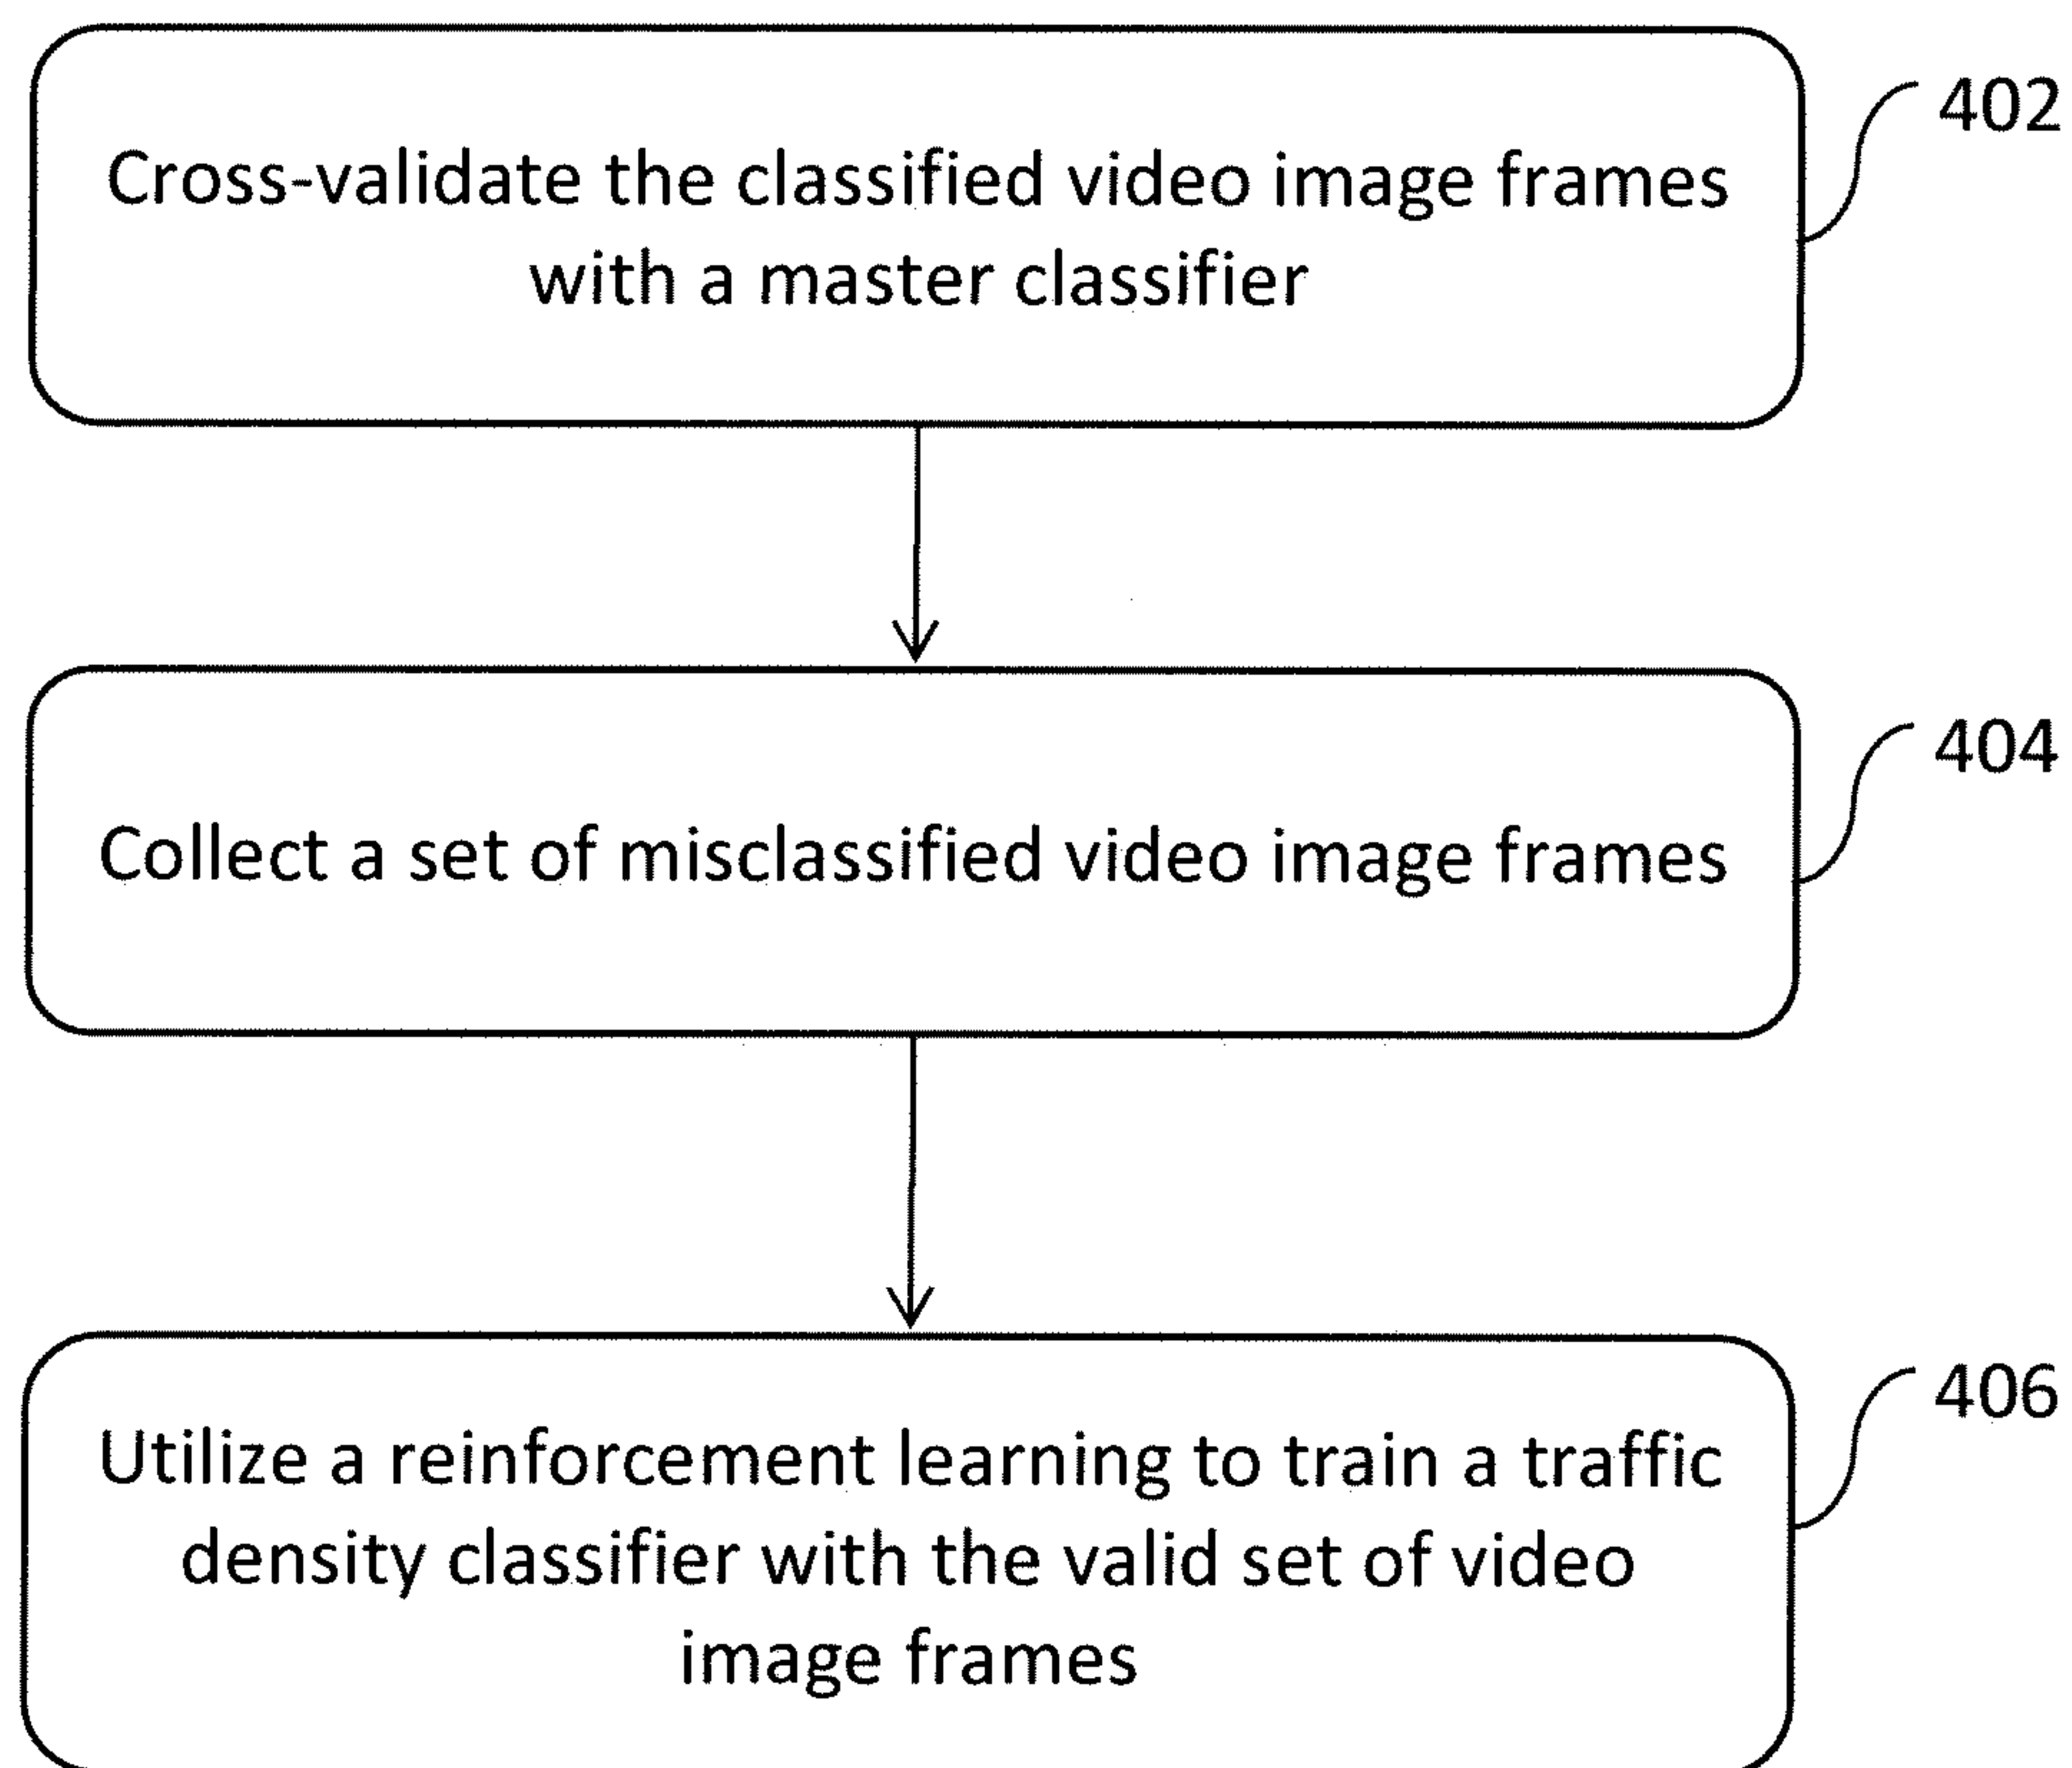 402
Cross-validate the classified video image frames
with a master classifier
404
Collect a set of misclassified video image frames
406
Utilize a reinforcement learning to train a traffic
density classifier with the valid set of video
image frames